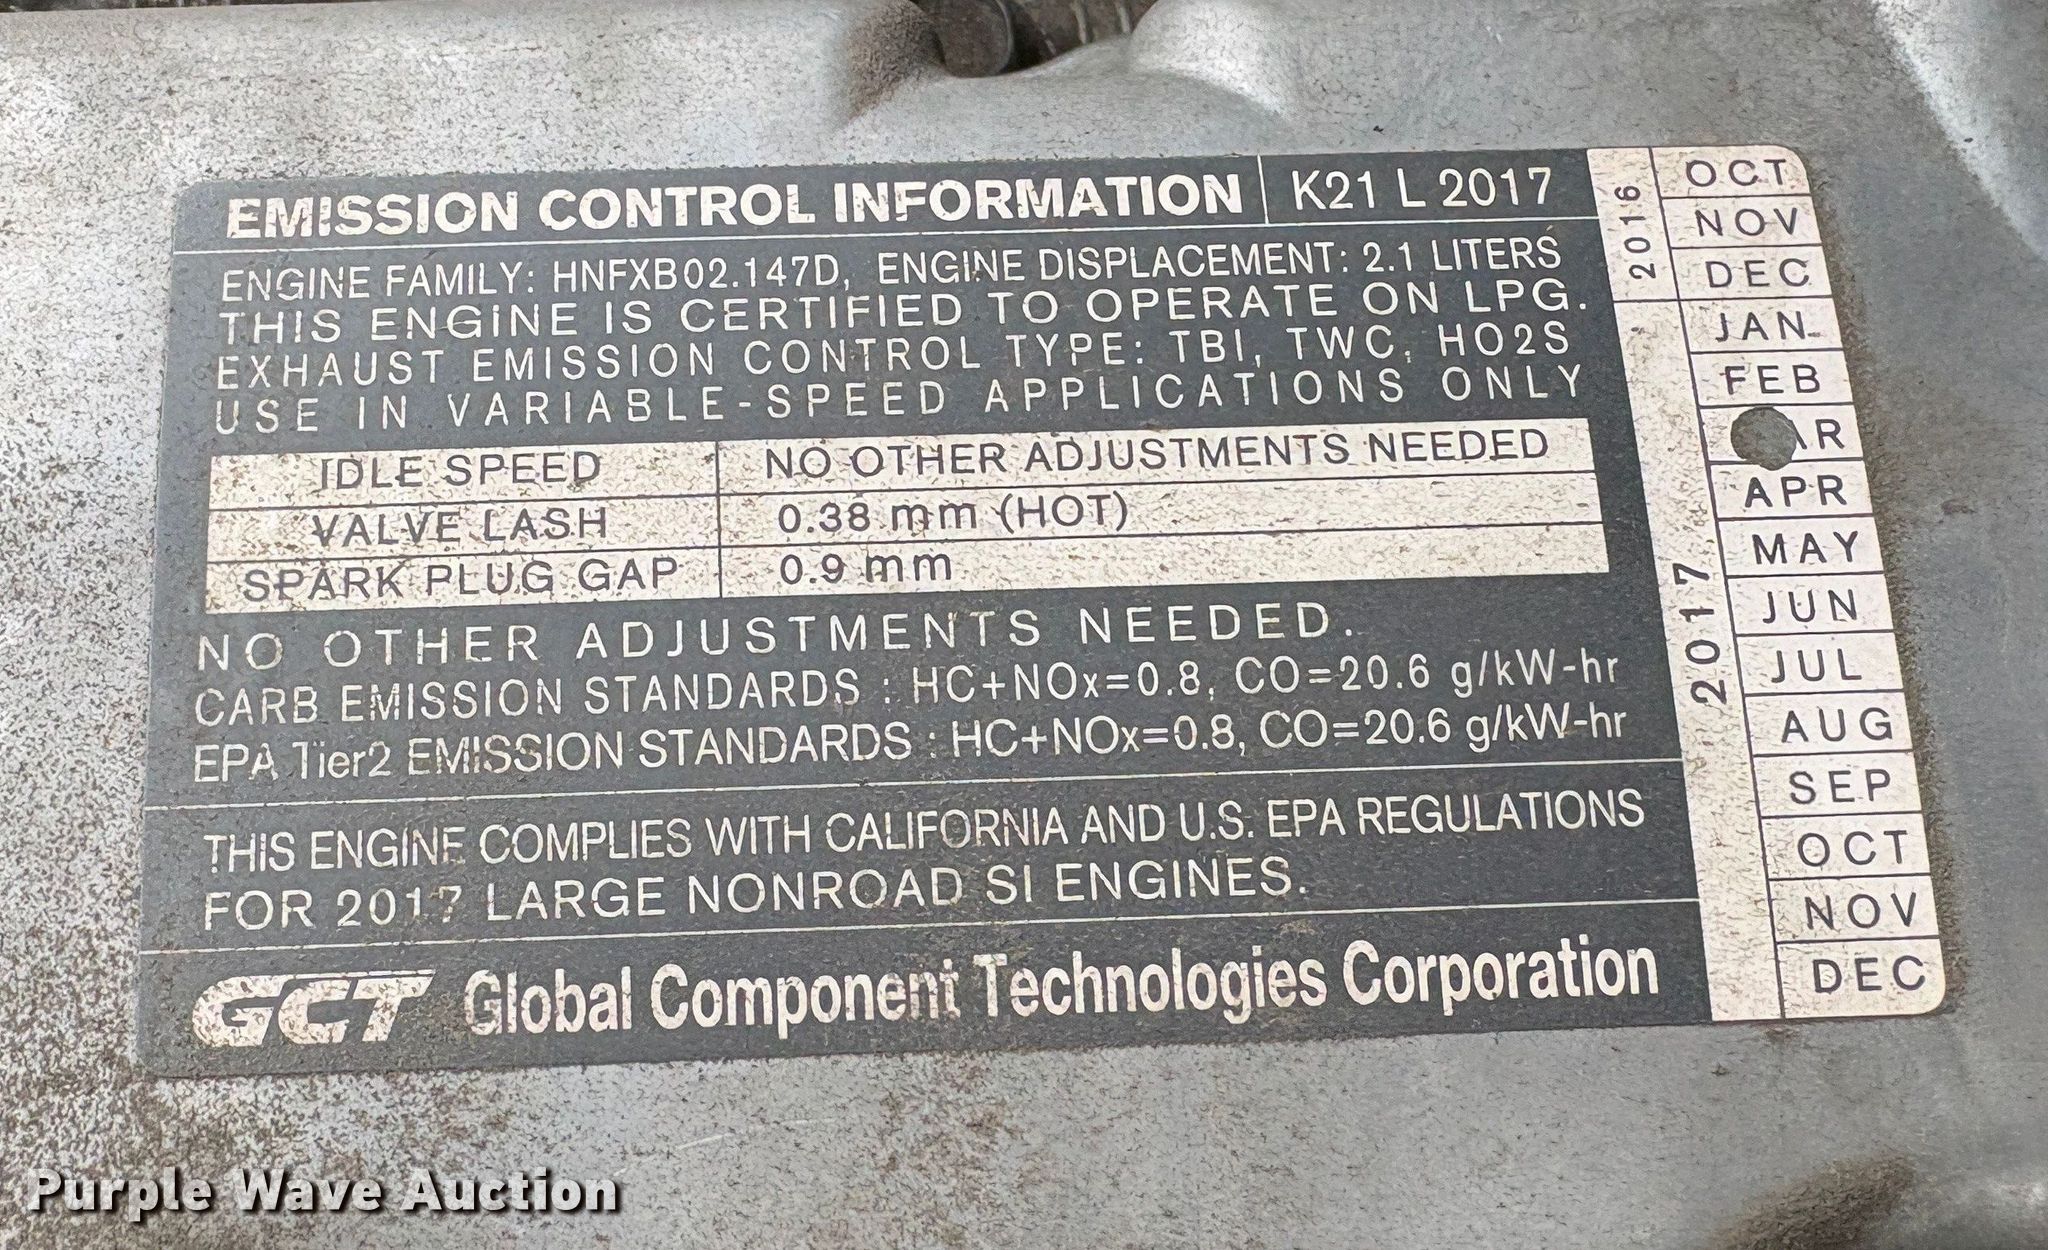 EMISSION CONTROL INFORMATION K21 L 2017
ENGINE FAMILY: HNFXB02.147D, ENGINE DISPLACEMENT: 2.1 LITERS
THIS ENGINE IS CERTIFIED TO OPERATE ON LPG.
EXHAUST EMISSION CONTROL TYPE: TBI, TWC, HO2S
USE IN VARIABLE-SPEED APPLICATIONS ONLY
IDLE SPEED NO OTHER ADJUSTMENTS NEEDED
VALVE LASH 0.38 mm (HOT)
SPARK PLUG GAP 0.9 mm
NO OTHER ADJUSTMENTS NEEDED.
CARB EMISSION STANDARDS : HC+NOx=0.8, CO=20.6 g/kW-hr
EPA Tier2 EMISSION STANDARDS : HC+NOx=0.8, CO=20.6 g/kW-hr
THIS ENGINE COMPLIES WITH CALIFORNIA AND U.S. EPA REGULATIONS
FOR 2017 LARGE NONROAD SI ENGINES.
GCT Global Component Technologies Corporation
2016
OCT
NOV
DEC
2017
JAN
FEB
APR
MAY
JUN
JUL
AUG
SEP
OCT
NOV
DEC
Purple Wave Auction